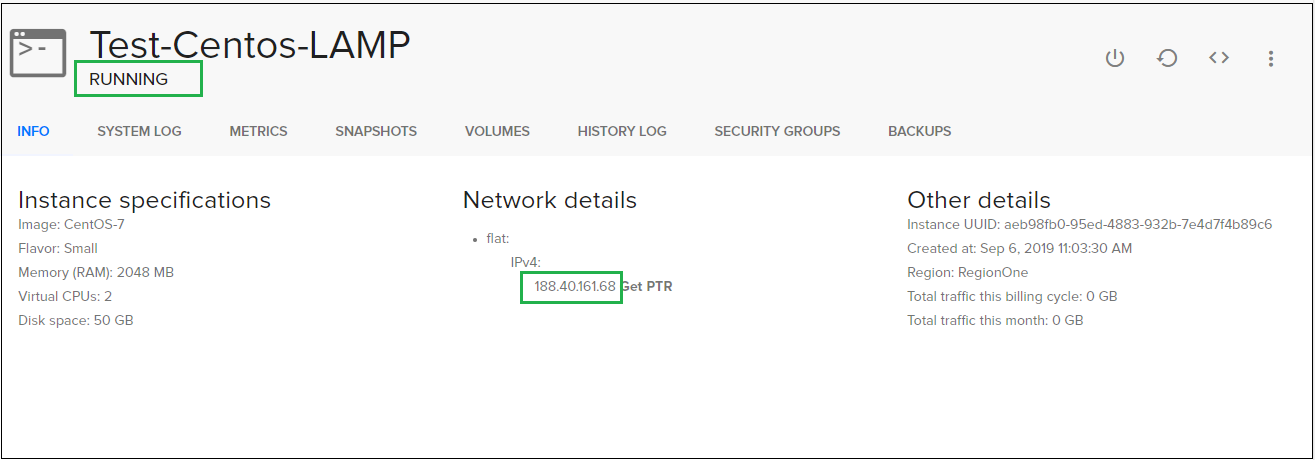 >-
Test-Centos-LAMP
RUNNING
INFO SYSTEM LOG METRICS SNAPSHOTS VOLUMES HISTORY LOG SECURITY GROUPS BACKUPS
Instance specifications
Image: CentOS-7
Flavor: Small
Memory (RAM): 2048 MB
Virtual CPUs: 2
Disk space: 50 GB
Network details
• flat:
IPv4:
188.40.161.68 Get PTR
Other details
Instance UUID: aeb98fb0-95ed-4883-932b-7e4d7f4b89c6
Created at: Sep 6, 2019 11:03:30 AM
Region: RegionOne
Total traffic this billing cycle: 0 GB
Total traffic this month: 0 GB